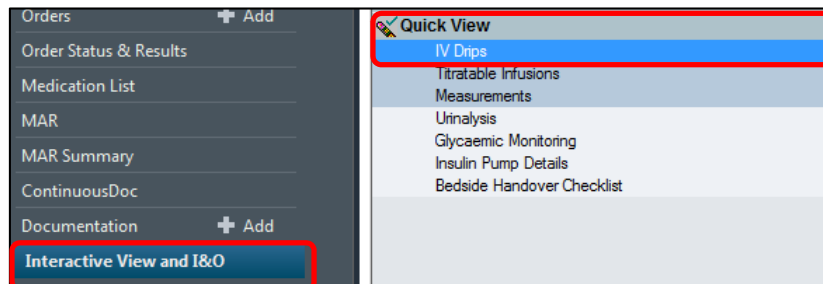 Orders + Add
Order Status & Results
Medication List
MAR
MAR Summary
ContinuousDoc
Documentation + Add
Interactive View and I&O
Quick View
IV Drips
Titratable Infusions
Measurements
Urinalysis
Glycaemic Monitoring
Insulin Pump Details
Bedside Handover Checklist